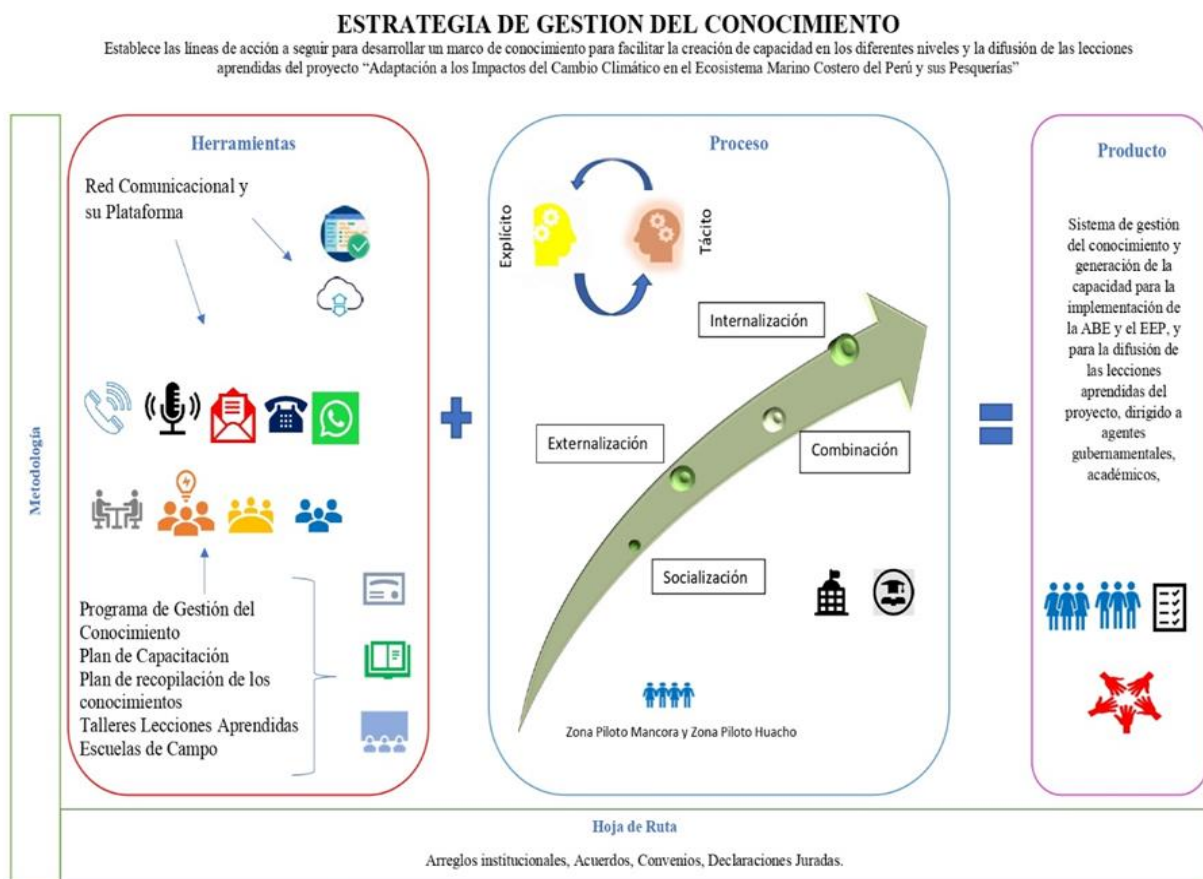 ESTRATEGIA DE GESTION DEL CONOCIMIENTO
Establece las líneas de acción a seguir para desarrollar un marco de conocimiento para facilitar la creación de capacidad en los diferentes niveles y la difusión de las lecciones
aprendidas del proyecto “Adaptación a los Impactos del Cambio Climático en el Ecosistema Marino Costero del Perú y sus Pesquerías”
Metodología
Herramientas
Red Comunicacional y
su Plataforma
Programa de Gestión del
Conocimiento
Plan de Capacitación
Plan de recopilación de los
conocimientos
Talleres Lecciones Aprendidas
Escuelas de Campo
Proceso
Explícito
Tácito
Internalización
Externalización
Combinación
Socialización
Zona Piloto Mancora y Zona Piloto Huacho
Producto
Sistema de gestión
del conocimiento y
generación de la
capacidad para la
implementación de
la ABE y el EEP, y
para la difusión de
las lecciones
aprendidas del
proyecto, dirigido a
agentes
gubernamentales,
académicos,
Hoja de Ruta
Arreglos institucionales, Acuerdos, Convenios, Declaraciones Juradas.